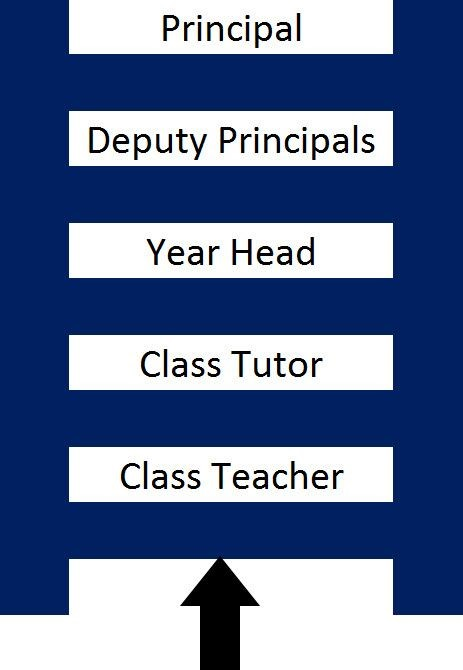 Principal
Deputy Principals
Year Head
Class Tutor
Class Teacher